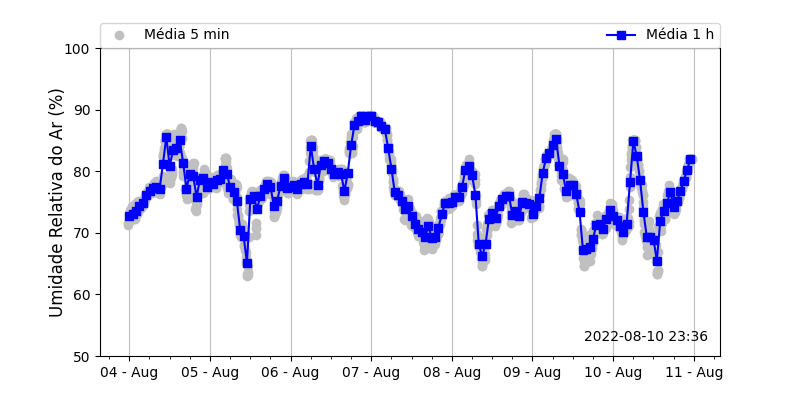 Média 5 min
Média 1 h
Umidade Relativa do Ar (%)
100
90
80
70
60
50
2022-08-10 23:36
04 - Aug
05 - Aug
06 - Aug
07 - Aug
08 - Aug
09 - Aug
10 - Aug
11 - Aug